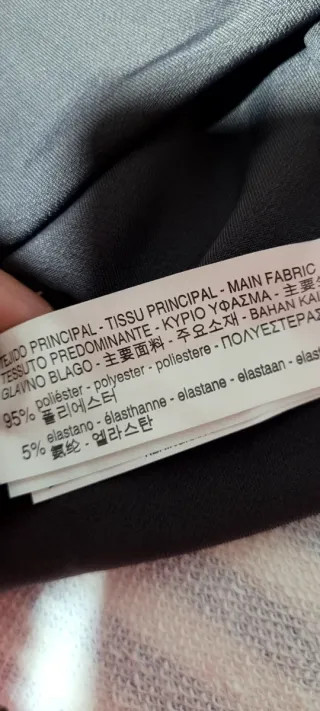 TEJIDO PRINCIPAL - TISSU PRINCIPAL - MAIN FABRIC
TESSUTO PREDOMINANTE - ΚΥΡΙΟ ΥΦΑΣΜΑ - 主要
GLAVNO BLAGO - 主要面料 - 주요소재 - BAHAN
95% poliéster - polyester - poliestere - ΠΟΛΥΕΣΤΕΡΑΣ
폴리에스터
5% elastano - élasthanne - elastane - elastaan -
氨纶 - 엘라스탄